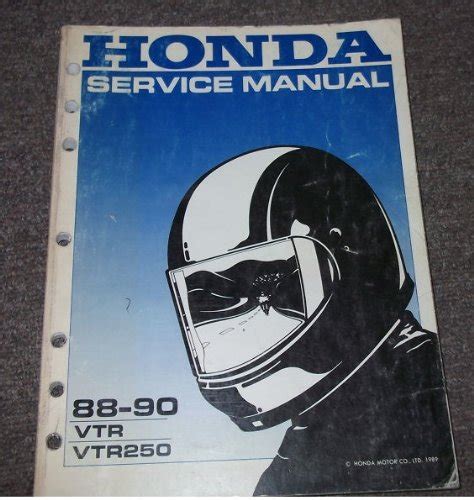 HONDA
SERVICE MANUAL
88-90
VTR
VTR250
© HONDA MOTOR CO., LTD. 1989